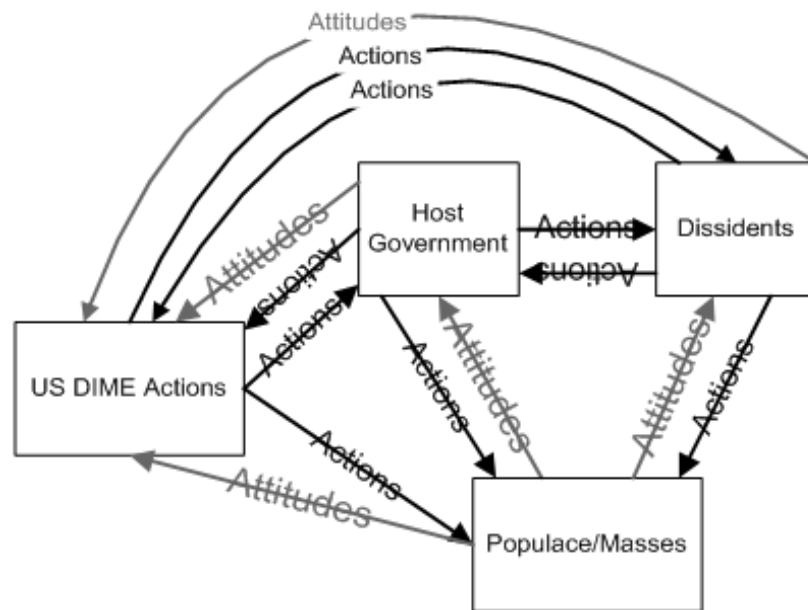 Attitudes
Actions
Actions
Host
Government
Actions
Dissidents
Actions
Attitudes
Actions
Actions
US DIME Actions
Actions
Attitudes
Attitudes
Actions
Actions
Attitudes
Populace/Masses